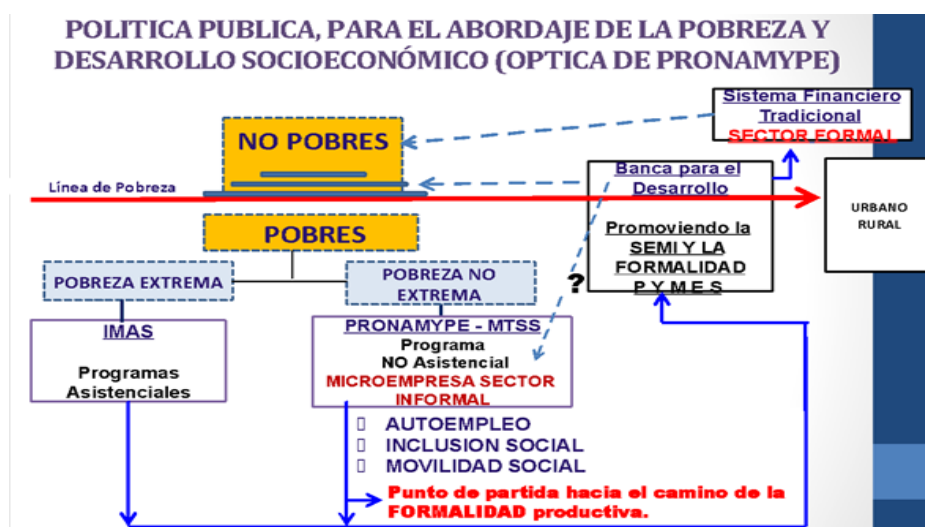 POLITICA PUBLICA, PARA EL ABORDAJE DE LA POBREZA Y
DESARROLLO SOCIOECONÓMICO (OPTICA DE PRONAMYPE)
Sistema Financiero
Tradicional
SECTOR FORMAL
NO POBRES
Línea de Pobreza
Banca para el
Desarrollo
Promoviendo la
SEMI Y LA
FORMALIDAD
P Y M E S
URBANO
RURAL
POBRES
POBREZA EXTREMA
POBREZA NO
EXTREMA
?
IMAS
Programas
Asistenciales
PRONAMYPE - MTSS
Programa
NO Asistencial
MICROEMPRESA SECTOR
INFORMAL
AUTOEMPLEO
INCLUSION SOCIAL
MOVILIDAD SOCIAL
Punto de partida hacia el camino de la
FORMALIDAD productiva.